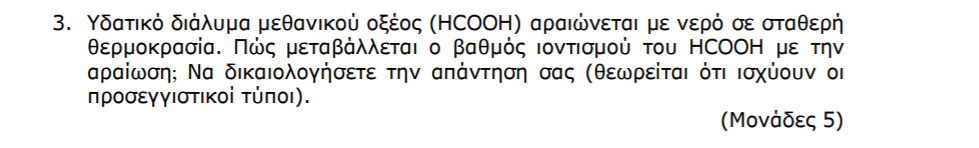 3. Υδατικό διάλυμα μεθανικού οξέος (HCOOH) αραιώνεται με νερό σε σταθερή
θερμοκρασία. Πώς μεταβάλλεται ο βαθμός ιοντισμού του HCOOH με την
αραίωση; Να δικαιολογήσετε την απάντηση σας (θεωρείται ότι ισχύουν οι
προσεγγιστικοί τύποι).
(Μονάδες 5)